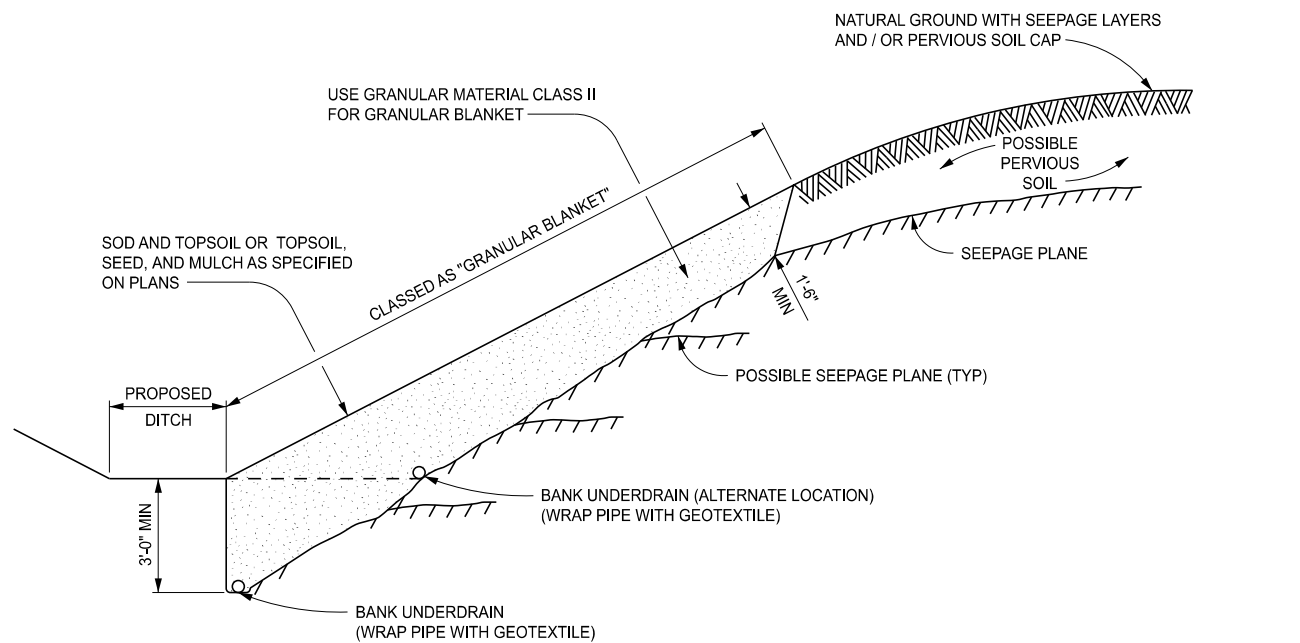 NATURAL GROUND WITH SEEPAGE LAYERS
AND / OR PERVIOUS SOIL CAP
USE GRANULAR MATERIAL CLASS II
FOR GRANULAR BLANKET
POSSIBLE
PERVIOUS
SOIL
CLASSED AS "GRANULAR BLANKET"
SOD AND TOPSOIL OR TOPSOIL,
SEED, AND MULCH AS SPECIFIED
ON PLANS
SEEPAGE PLANE
1'-6"
MIN
POSSIBLE SEEPAGE PLANE (TYP)
PROPOSED
DITCH
BANK UNDERDRAIN (ALTERNATE LOCATION)
(WRAP PIPE WITH GEOTEXTILE)
3'-0" MIN
BANK UNDERDRAIN
(WRAP PIPE WITH GEOTEXTILE)